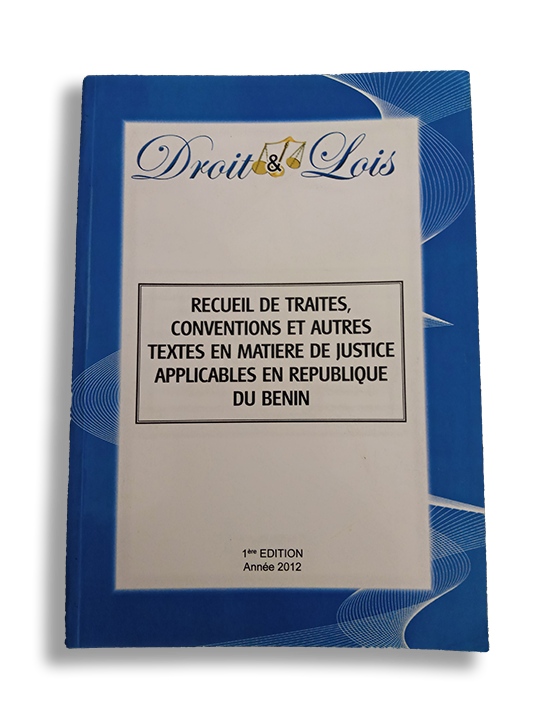 Droit & Lois
RECUEIL DE TRAITES,
CONVENTIONS ET AUTRES
TEXTES EN MATIERE DE JUSTICE
APPLICABLES EN REPUBLIQUE
DU BENIN
1ère EDITION
Année 2012